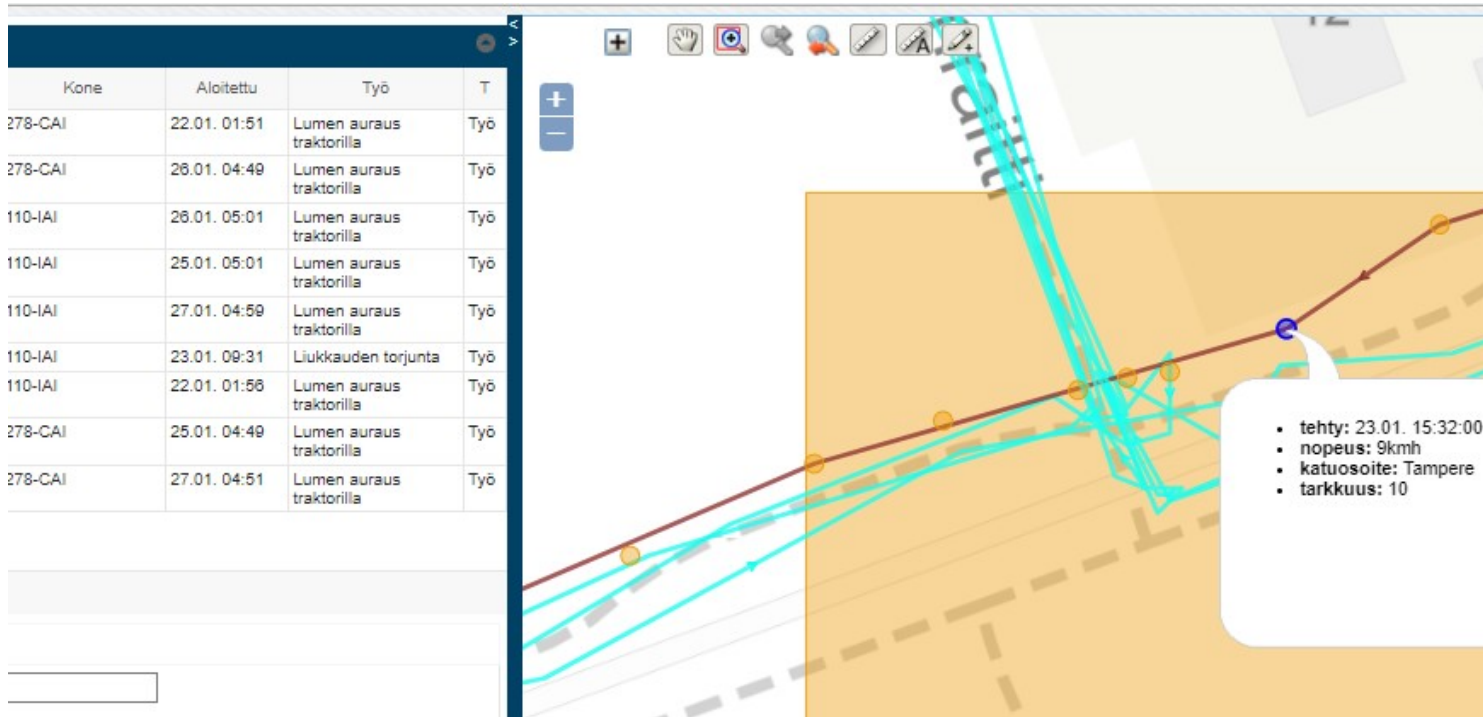 Kone Aloitettu Työ T
278-CAI 22.01. 01:51 Lumen auraus Työ
traktorilla
278-CAI 26.01. 04:49 Lumen auraus Työ
traktorilla
110-IAI 26.01. 05:01 Lumen auraus Työ
traktorilla
110-IAI 25.01. 05:01 Lumen auraus Työ
traktorilla
110-IAI 27.01. 04:59 Lumen auraus Työ
traktorilla
110-IAI 23.01. 09:31 Liukkauden torjunta Työ
110-IAI 22.01. 01:56 Lumen auraus Työ
traktorilla
278-CAI 25.01. 04:49 Lumen auraus Työ
traktorilla
278-CAI 27.01. 04:51 Lumen auraus Työ
traktorilla
tehty: 23.01. 15:32:00
nopeus: 9kmh
katuosoite: Tampere
tarkkuus: 10